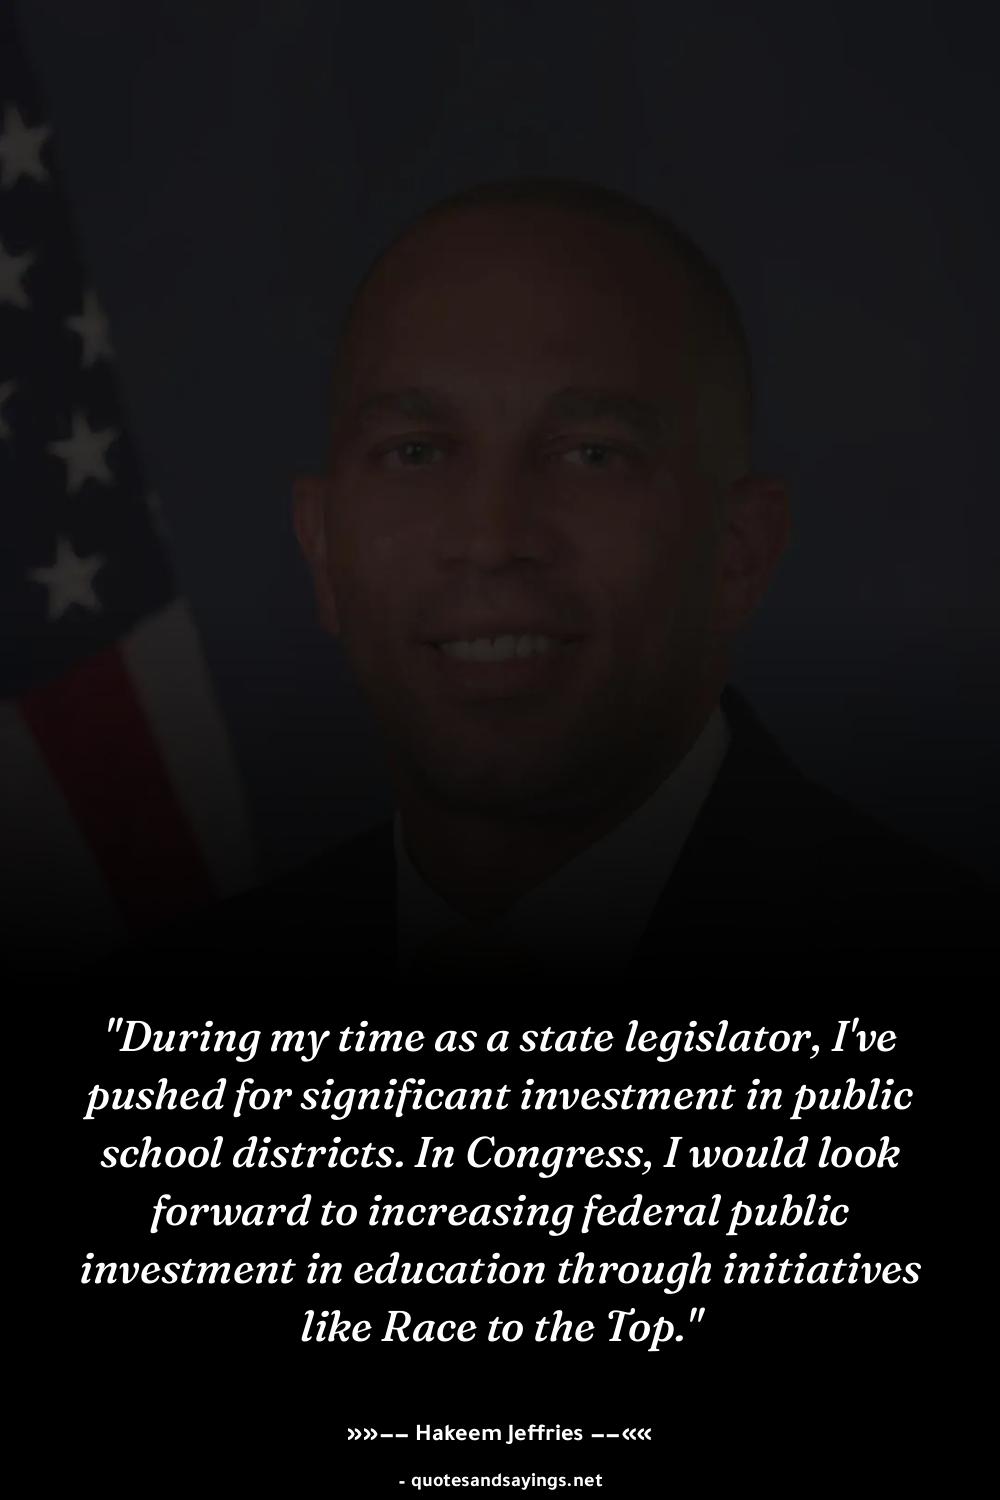 "During my time as a state legislator, I've
pushed for significant investment in public
school districts. In Congress, I would look
forward to increasing federal public
investment in education through initiatives
like Race to the Top."
»»—— Hakeem Jeffries ——««
- quotesandsayings.net